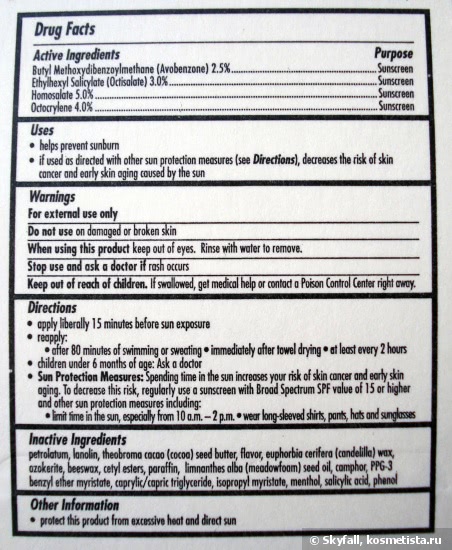 Drug Facts
Active Ingredients Purpose
Butyl Methoxydibenzoylmethane (Avobenzone) 2.5%..........Sunscreen
Ethylhexyl Salicylate (Octisalate) 3.0%..........Sunscreen
Homosalate 5.0%..........Sunscreen
Octocrylene 4.0%..........Sunscreen
Uses
• helps prevent sunburn
• if used as directed with other sun protection measures (see Directions), decreases the risk of skin
cancer and early skin aging caused by the sun
Warnings
For external use only
Do not use on damaged or broken skin
When using this product keep out of eyes. Rinse with water to remove.
Stop use and ask a doctor if rash occurs
Keep out of reach of children. If swallowed, get medical help or contact a Poison Control Center right away.
Directions
• apply liberally 15 minutes before sun exposure
• reapply:
• after 80 minutes of swimming or sweating • immediately after towel drying • at least every 2 hours
• children under 6 months of age: Ask a doctor
• Sun Protection Measures: Spending time in the sun increases your risk of skin cancer and early skin
aging. To decrease this risk, regularly use a sunscreen with Broad Spectrum SPF value of 15 or higher
and other sun protection measures including:
• limit time in the sun, especially from 10 a.m. – 2 p.m. • wear long-sleeved shirts, pants, hats and sunglasses
Inactive Ingredients
petrolatum, lanolin, theobroma cacao (cocoa) seed butter, flavor, euphorbia cerifera (candelilla) wax,
ozokerite, beeswax, cetyl esters, paraffin, limnanthes alba (meadowfoam) seed oil, camphor, PPG-3
benzyl ether myristate, caprylic/capric triglyceride, isopropyl myristate, menthol, salicylic acid, phenol
Other Information
• protect this product from excessive heat and direct sun
© Skyfall, kosmetista.ru